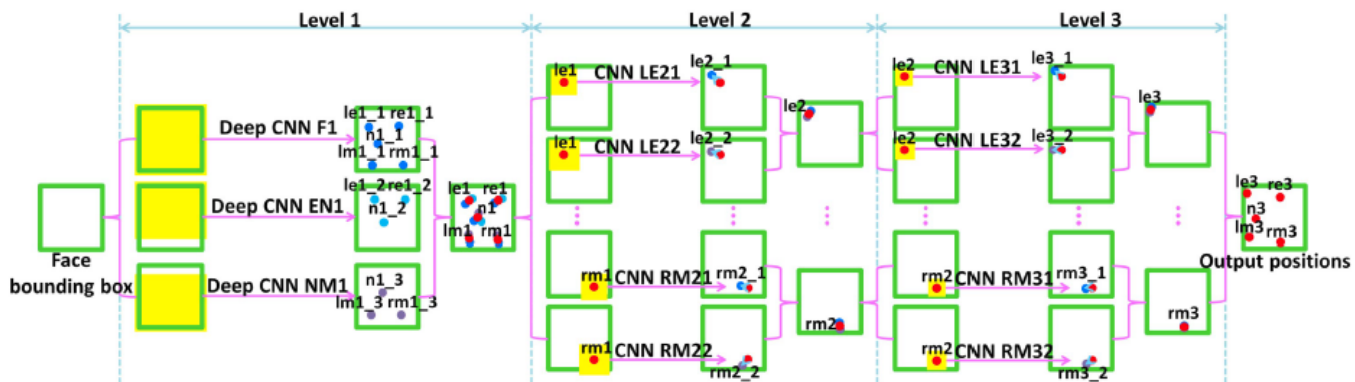 Level 1
Level 2
Level 3
Face
bounding box
Deep CNN F1
Deep CNN EN1
Deep CNN NM1
le1_1 re1_1
n1_1
lm1_1 rm1_1
le1_2 re1_2
n1_2
n1_3
lm1_3 rm1_3
le1 re1
n1
lm1 rm1
le1 CNN LE21 le2_1
le1 CNN LE22 le2_2
rm1 CNN RM21 rm2_1
rm1 CNN RM22 rm2_2
le2
rm2
le2 CNN LE31 le3_1
le2 CNN LE32 le3_2
rm2 CNN RM31 rm3_1
rm2 CNN RM32 rm3_2
le3
rm3
le3 re3
n3
lm3 rm3
Output positions